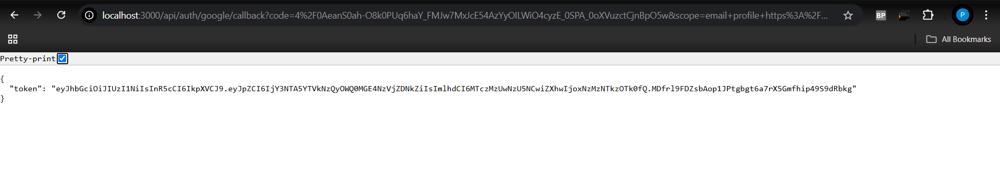 localhost:3000/api/auth/google/callback?code=4%2F0AeanS0ah-O8k0PUq6haY_FMJw7MxJcE54AzYyOILWiO4cyzE_0SPA_0oXVuzctCjnBpO5w&scope=email+profile+https%3A%2F...
BP
P
All Bookmarks
Pretty-print
{
"token": "eyJhbGciOiJIUzI1NiIsInR5cCI6IkpXVCJ9.eyJpZCI6IjY3NTA5YTVkNzQyOWQ0MGE4NzVjZDNkZiIsImlhdCI6MTczMzUwNzU5NCwiZXhwIjoxNzMzNTkzOTk0fQ.MDfrl9FDZsbAop1JPtgbgt6a7rX5Gmfhip49S9dRbkg"
}